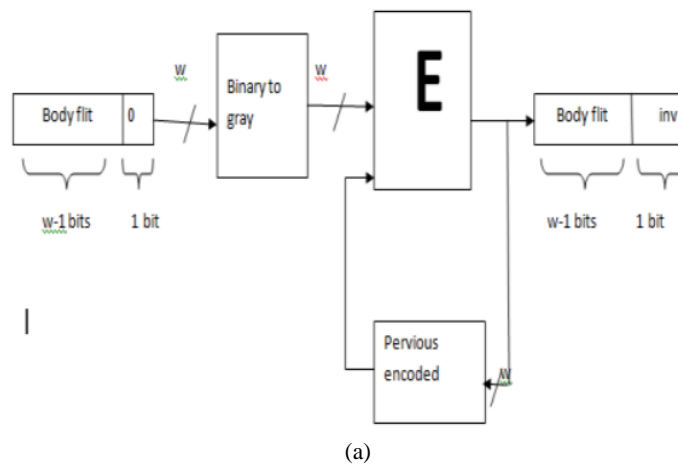 w
Body flit 0
w-1 bits 1 bit
Binary to
gray
w
E
Body flit inv
w-1 bits 1 bit
Pervious
encoded
w
(a)